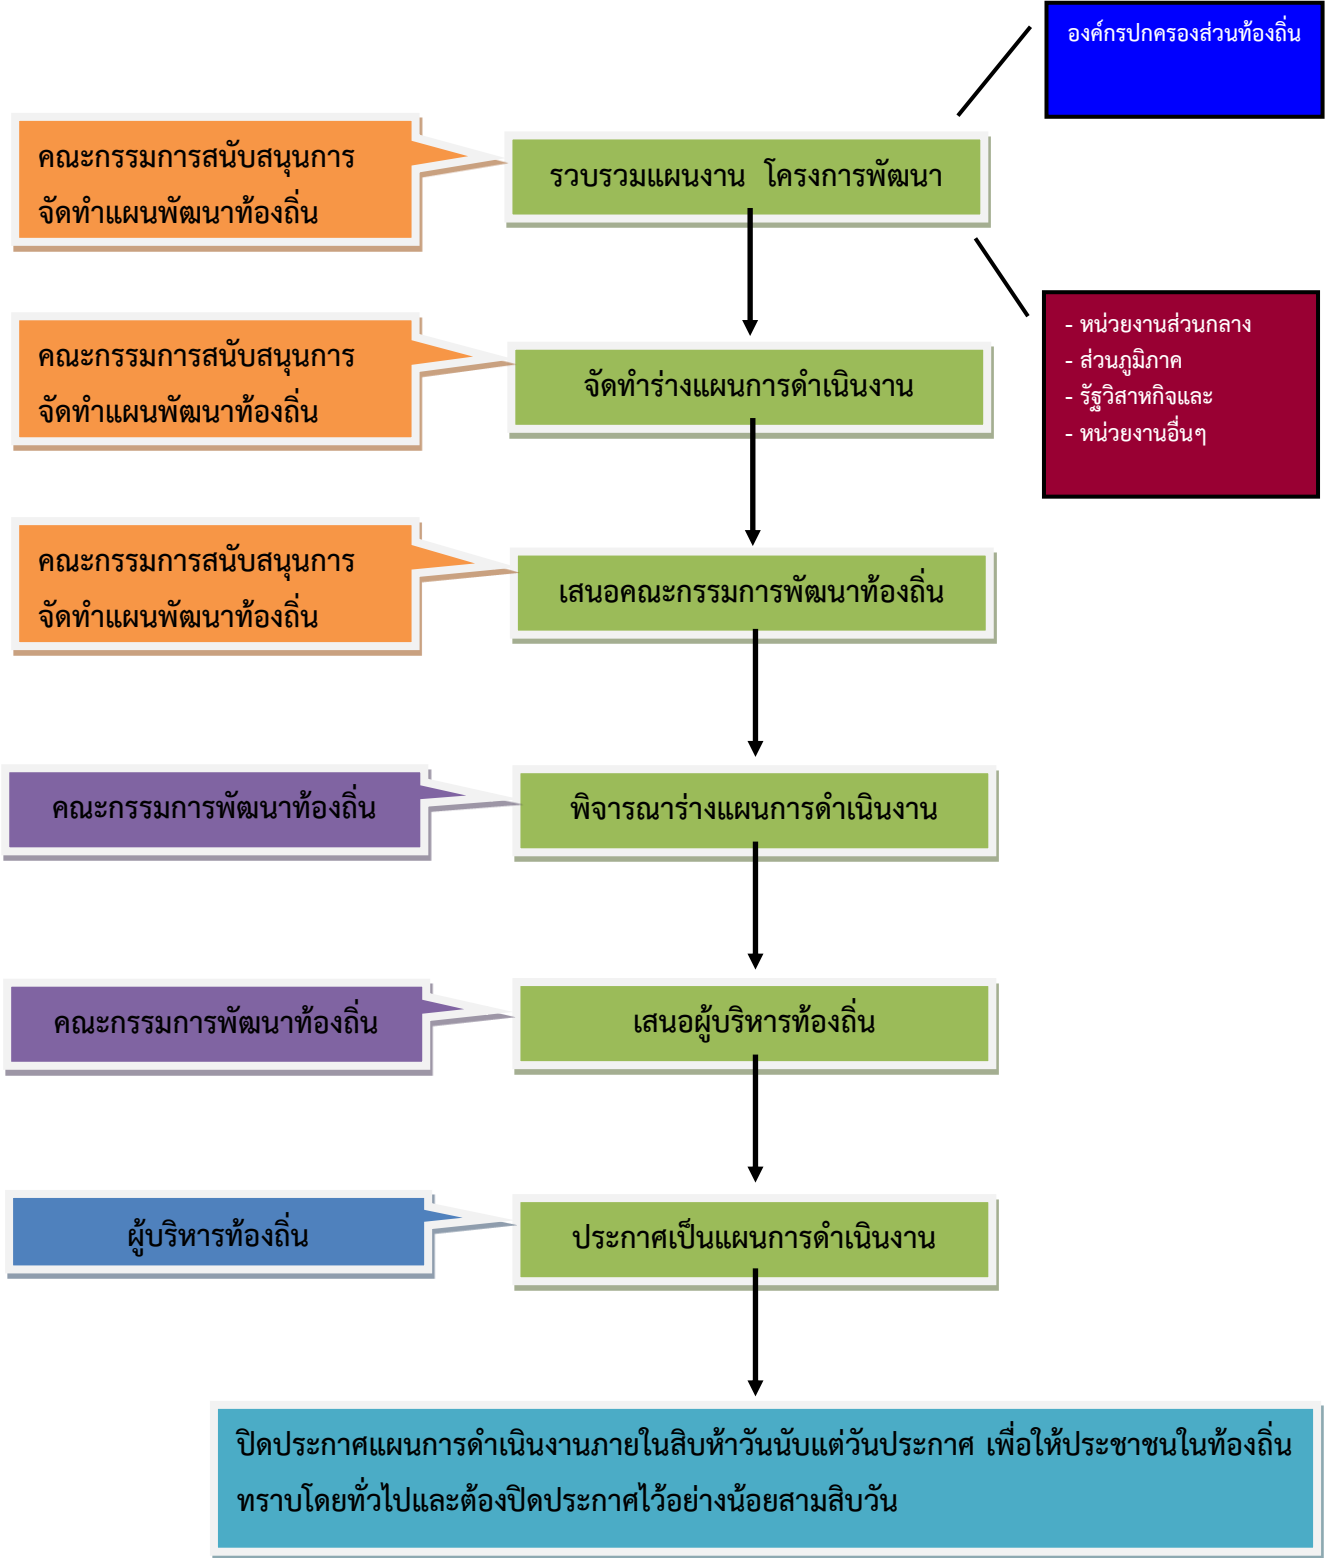 องค์กรปกครองส่วนท้องถิ่น
คณะกรรมการสนับสนุนการ
จัดทำแผนพัฒนาท้องถิ่น
รวบรวมแผนงาน โครงการพัฒนา
- หน่วยงานส่วนกลาง
- ส่วนภูมิภาค
- รัฐวิสาหกิจและ
- หน่วยงานอื่นๆ
คณะกรรมการสนับสนุนการ
จัดทำแผนพัฒนาท้องถิ่น
จัดทำร่างแผนการดำเนินงาน
คณะกรรมการสนับสนุนการ
จัดทำแผนพัฒนาท้องถิ่น
เสนอคณะกรรมการพัฒนาท้องถิ่น
คณะกรรมการพัฒนาท้องถิ่น
พิจารณาร่างแผนการดำเนินงาน
คณะกรรมการพัฒนาท้องถิ่น
เสนอผู้บริหารท้องถิ่น
ผู้บริหารท้องถิ่น
ประกาศเป็นแผนการดำเนินงาน
ปิดประกาศแผนการดำเนินงานภายในสิบห้าวันนับแต่วันประกาศ เพื่อให้ประชาชนในท้องถิ่น
ทราบโดยทั่วไปและต้องปิดประกาศไว้อย่างน้อยสามสิบวัน